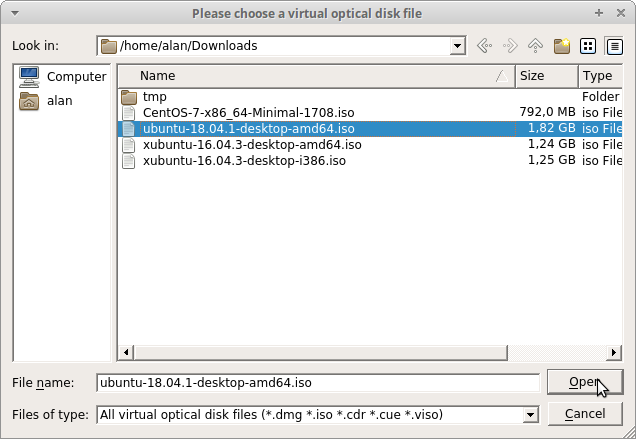 Please choose a virtual optical disk file
Look in: /home/alan/Downloads
Computer
alan
Name Size Type
tmp Folder
CentOS-7-x86_64-Minimal-1708.iso 792,0 MB iso File
ubuntu-18.04.1-desktop-amd64.iso 1,82 GB iso File
xubuntu-16.04.3-desktop-amd64.iso 1,24 GB iso File
xubuntu-16.04.3-desktop-i386.iso 1,25 GB iso File
File name: ubuntu-18.04.1-desktop-amd64.iso Open
Files of type: All virtual optical disk files (*.dmg *.iso *.cdr *.cue *.viso) Cancel